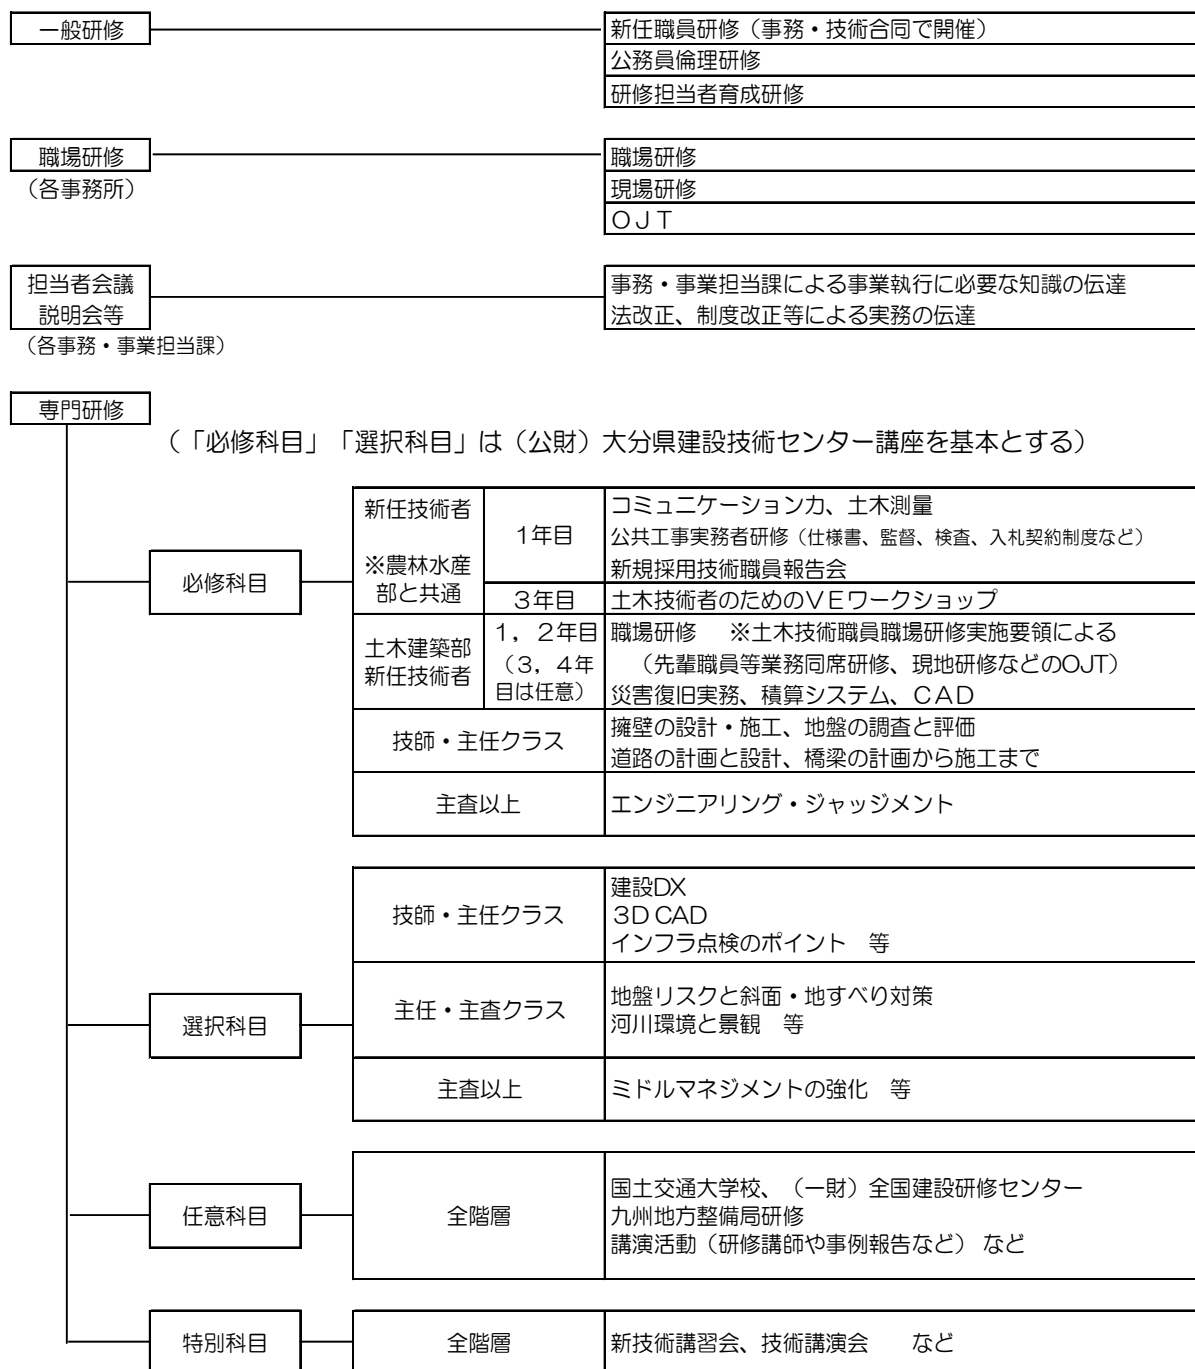 一般研修
新任職員研修（事務・技術合同で開催）
公務員倫理研修
研修担当者育成研修
職場研修
（各事務所）
職場研修
現場研修
ＯＪＴ
担当者会議
説明会等
（各事務・事業担当課）
事務・事業担当課による事業執行に必要な知識の伝達
法改正、制度改正等による実務の伝達
専門研修
（「必修科目」「選択科目」は（公財）大分県建設技術センター講座を基本とする）
必修科目
新任技術者
※農林水産
部と共通
１年目
コミュニケーション力、土木測量
公共工事実務者研修（仕様書、監督、検査、入札契約制度など）
新規採用技術職員報告会
３年目
土木技術者のためのＶＥワークショップ
土木建築部
新任技術者
１，２年目
（３，４年
目は任意）
職場研修　※土木技術職員職場研修実施要領による
（先輩職員等業務同席研修、現地研修などのOJT）
災害復旧実務、積算システム、ＣＡＤ
技師・主任クラス
擁壁の設計・施工、地盤の調査と評価
道路の計画と設計、橋梁の計画から施工まで
主査以上
エンジニアリング・ジャッジメント
選択科目
技師・主任クラス
建設DX
３D CAD
インフラ点検のポイント　等
主任・主査クラス
地盤リスクと斜面・地すべり対策
河川環境と景観　等
主査以上
ミドルマネジメントの強化　等
任意科目
全階層
国土交通大学校、（一財）全国建設研修センター
九州地方整備局研修
講演活動（研修講師や事例報告など） など
特別科目
全階層
新技術講習会、技術講演会　　など